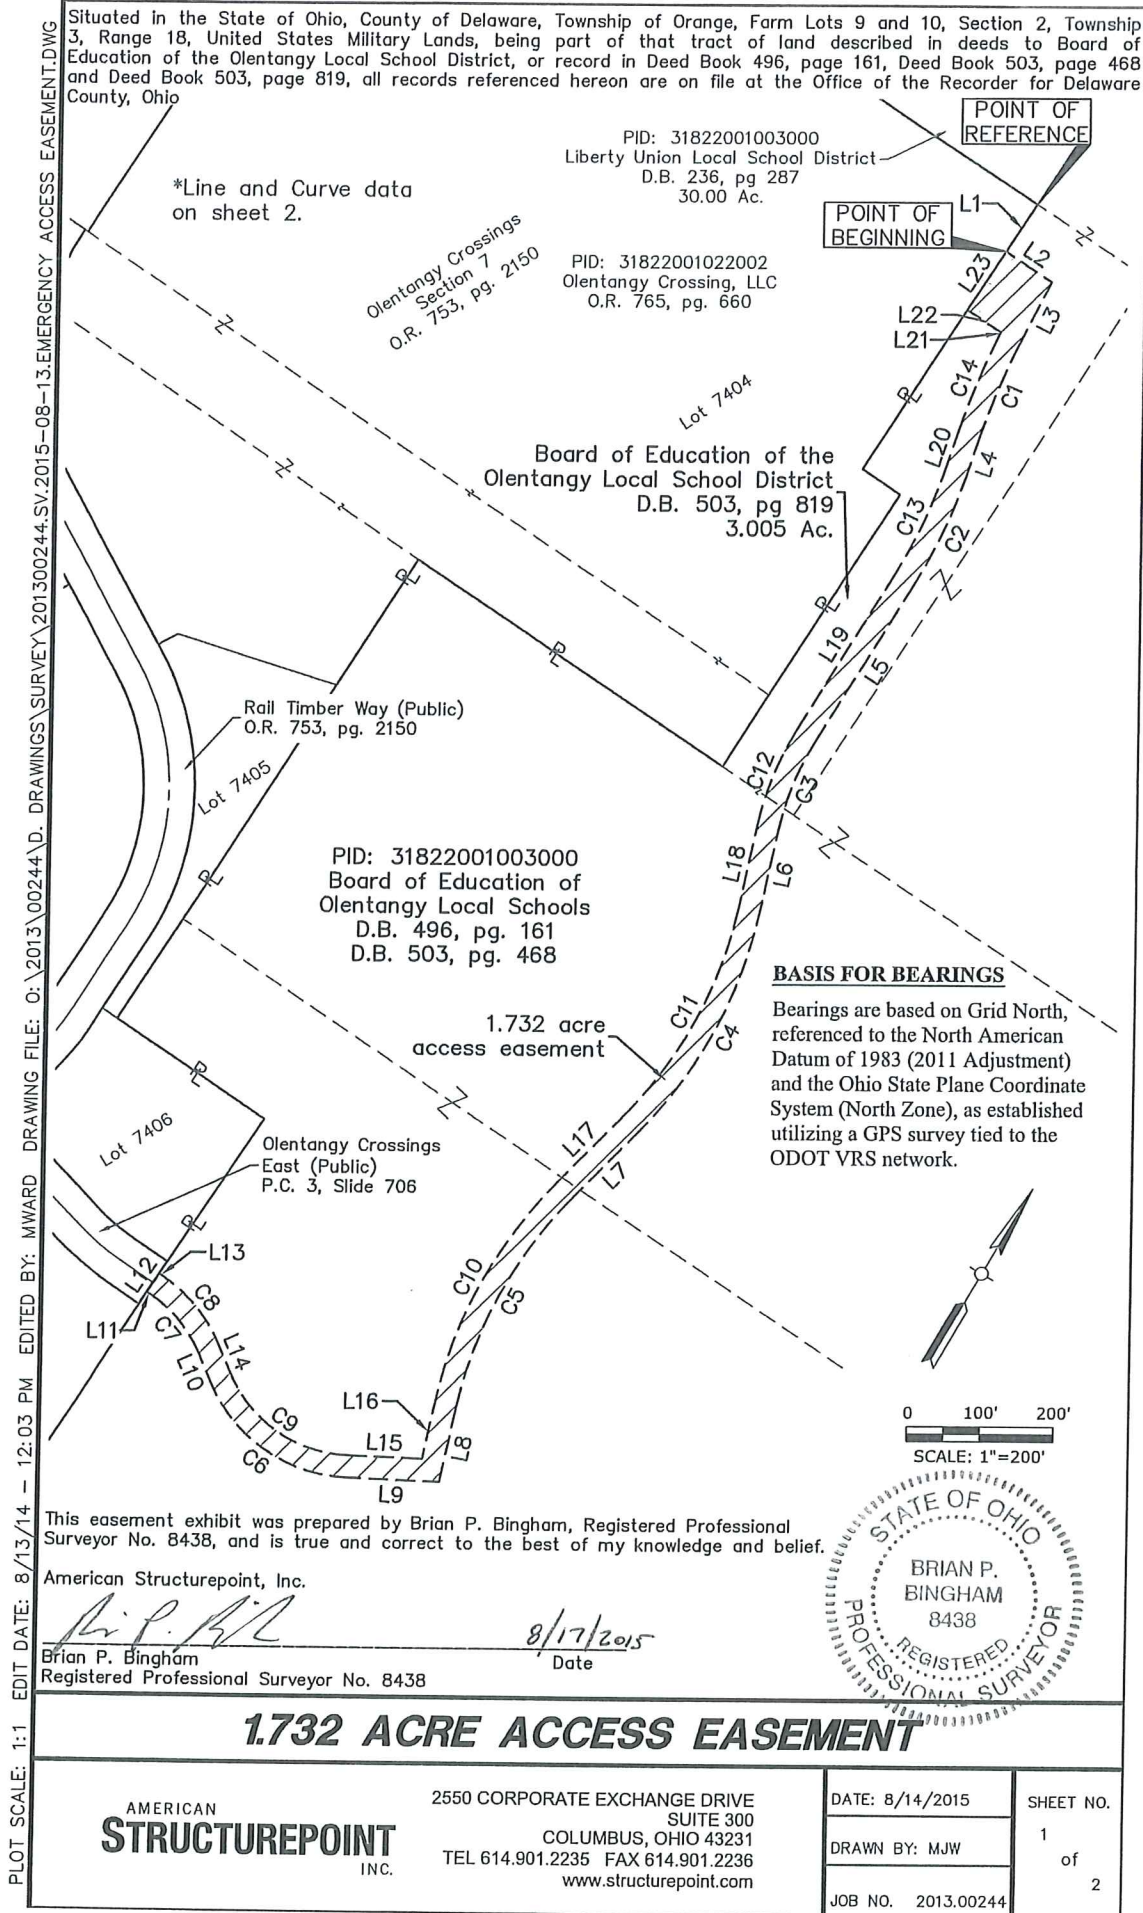 Situated in the State of Ohio, County of Delaware, Township of Orange, Farm Lots 9 and 10, Section 2, Township
3, Range 18, United States Military Lands, being part of that tract of land described in deeds to Board of
Education of the Olentangy Local School District, or record in Deed Book 496, page 161, Deed Book 503, page 468
and Deed Book 503, page 819, all records referenced hereon are on file at the Office of the Recorder for Delaware
County, Ohio
POINT OF
REFERENCE
PID: 31822001003000
Liberty Union Local School District
D.B. 236, pg 287
30.00 Ac.
*Line and Curve data
on sheet 2.
POINT OF
BEGINNING
L1
L2
L23
Olentangy Crossings
Section 7
O.R. 753, pg. 2150
PID: 31822001022002
Olentangy Crossing, LLC
O.R. 765, pg. 660
L22
L21
L3
C14
C1
Lot 7404
L20
L4
Board of Education of the
Olentangy Local School District
D.B. 503, pg 819
3.005 Ac.
C13
C2
L19
L5
Rail Timber Way (Public)
O.R. 753, pg. 2150
Lot 7405
C12
C3
L18
L6
PID: 31822001003000
Board of Education of
Olentangy Local Schools
D.B. 496, pg. 161
D.B. 503, pg. 468
C11
C4
1.732 acre
access easement
BASIS FOR BEARINGS
Bearings are based on Grid North,
referenced to the North American
Datum of 1983 (2011 Adjustment)
and the Ohio State Plane Coordinate
System (North Zone), as established
utilizing a GPS survey tied to the
ODOT VRS network.
Lot 7406
Olentangy Crossings
East (Public)
P.C. 3, Slide 706
L17
L7
L12
L13
C8
L11
C7
L10
L14
C10
C5
L16
C9
C6
L15
L8
L9
0 100' 200'
SCALE: 1"=200'
This easement exhibit was prepared by Brian P. Bingham, Registered Professional
Surveyor No. 8438, and is true and correct to the best of my knowledge and belief.
American Structurepoint, Inc.
8/17/2015
Brian P. Bingham
Date
Registered Professional Surveyor No. 8438
STATE OF OHIO
BRIAN P.
BINGHAM
8438
REGISTERED
PROFESSIONAL SURVEYOR
1.732 ACRE ACCESS EASEMENT
AMERICAN
STRUCTUREPOINT
INC.
2550 CORPORATE EXCHANGE DRIVE
SUITE 300
COLUMBUS, OHIO 43231
TEL 614.901.2235 FAX 614.901.2236
www.structurepoint.com
DATE: 8/14/2015
DRAWN BY: MJW
JOB NO. 2013.00244
SHEET NO.
1
of
2
PLOT SCALE: 1:1 EDIT DATE: 8/13/14 - 12:03 PM EDITED BY: MWARD DRAWING FILE: O:\2013\00244\D. DRAWINGS\SURVEY\201300244.SV.2015-08-13.EMERGENCY ACCESS EASEMENT.DWG